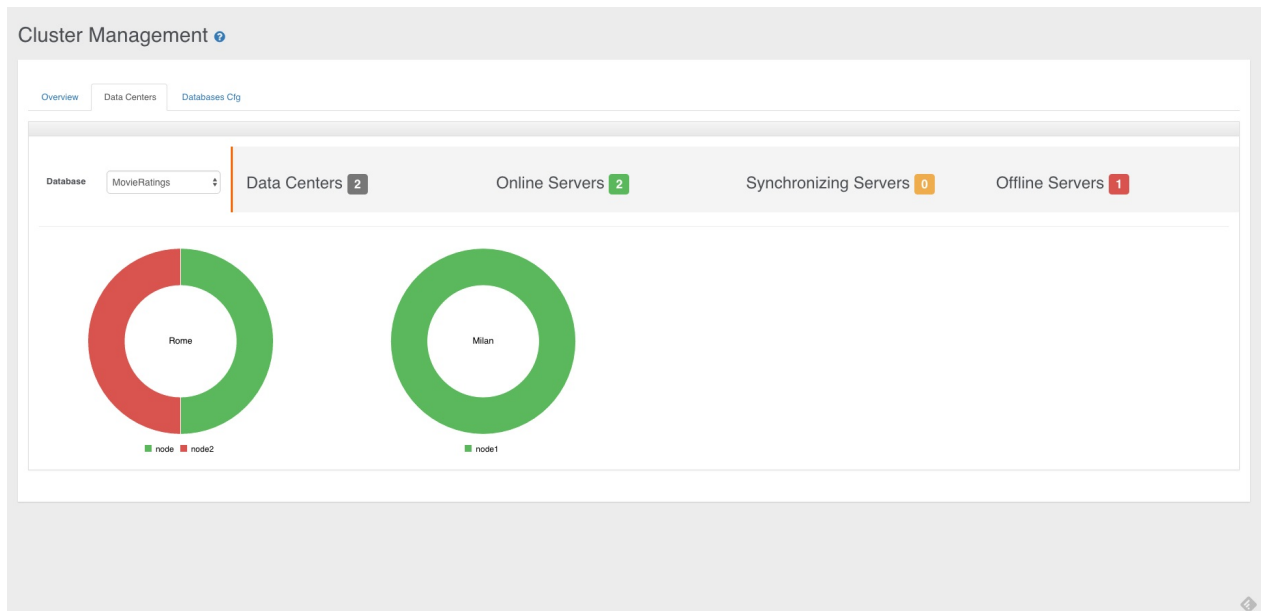 Cluster Management ?
Overview Data Centers Databases Cfg
Database MovieRatings Data Centers 2 Online Servers 2 Synchronizing Servers 0 Offline Servers 1
Rome Milan
node node2 node1